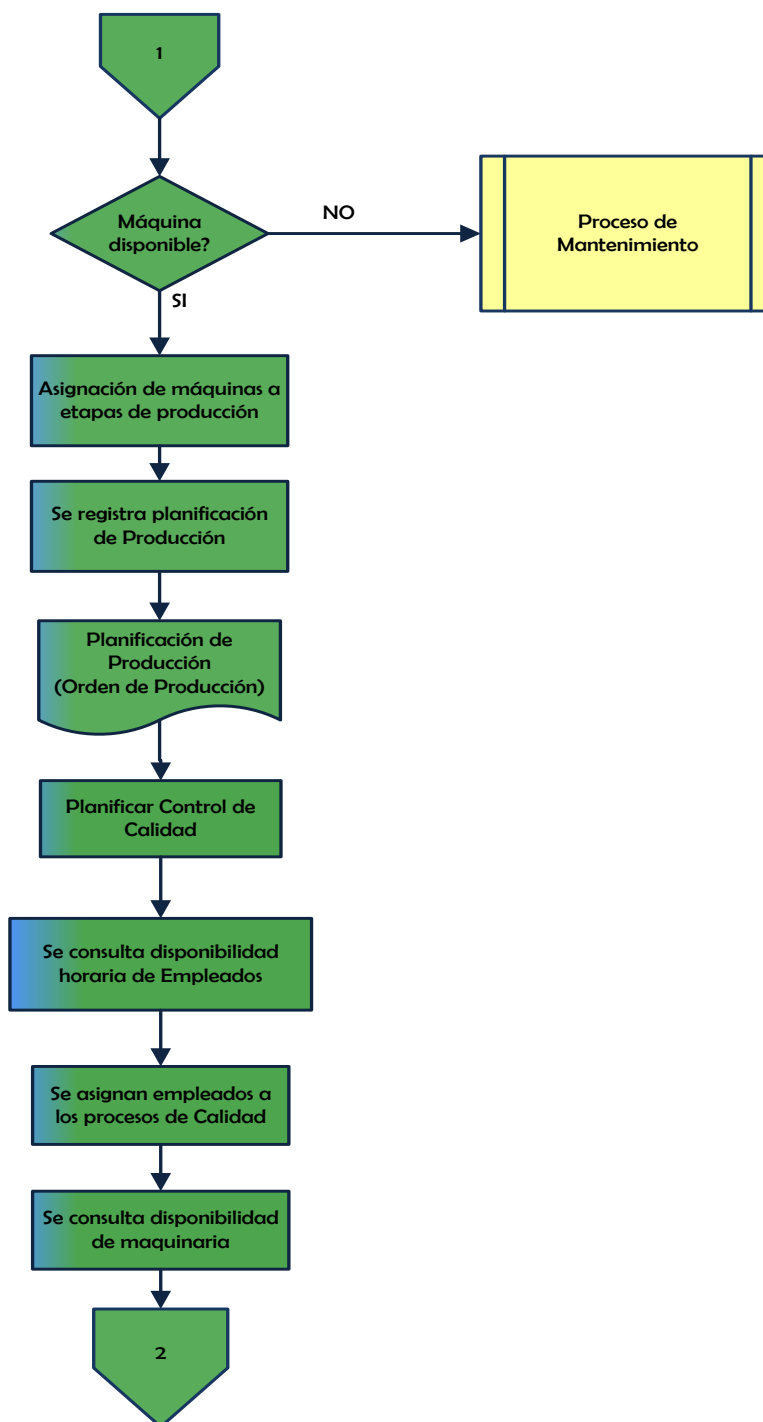 1
Máquina
disponible?
NO
Proceso de
Mantenimiento
SI
Asignación de máquinas a
etapas de producción
Se registra planificación
de Producción
Planificación de
Producción
(Orden de Producción)
Planificar Control de
Calidad
Se consulta disponibilidad
horaria de Empleados
Se asignan empleados a
los procesos de Calidad
Se consulta disponibilidad
de maquinaria
2